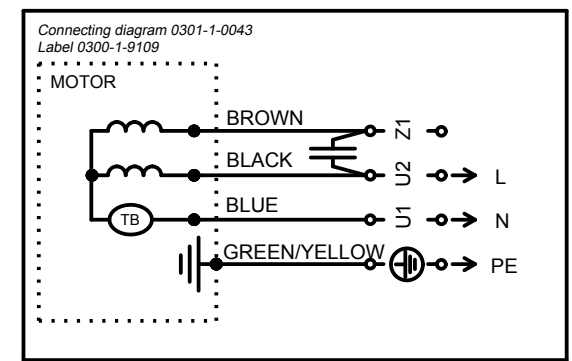 Connecting diagram 0301-1-0043
Label 0300-1-9109
MOTOR
BROWN
Z1
BLACK
U2
L
TB
BLUE
U1
N
GREEN/YELLOW
PE